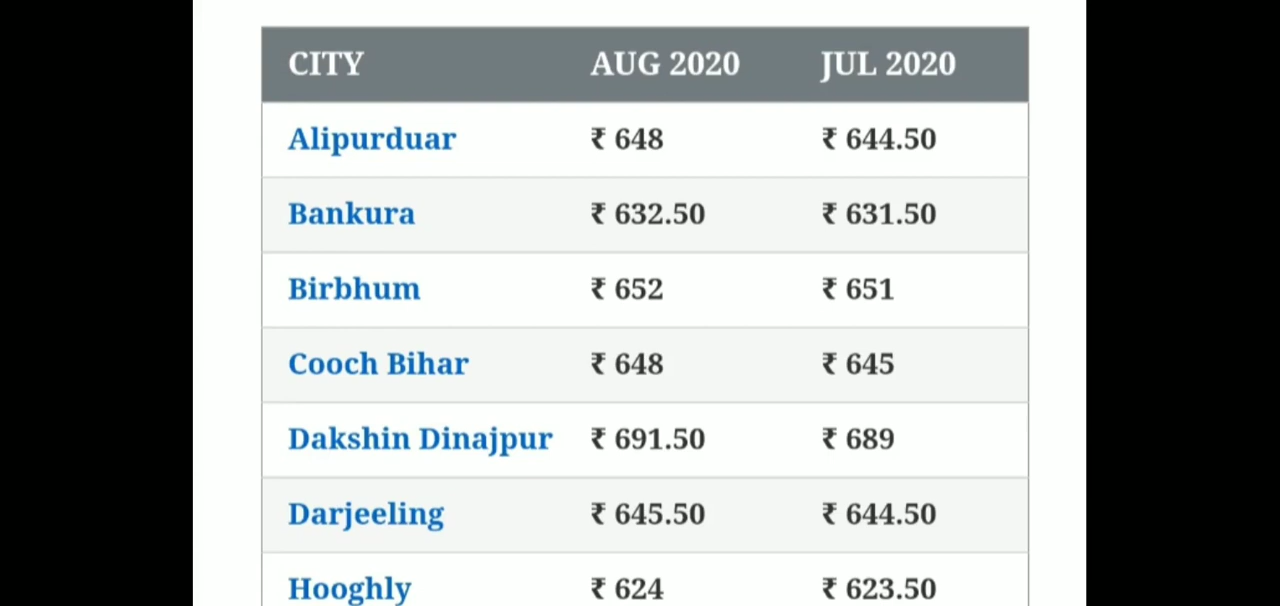 CITY AUG 2020 JUL 2020
Alipurduar ₹ 648 ₹ 644.50
Bankura ₹ 632.50 ₹ 631.50
Birbhum ₹ 652 ₹ 651
Cooch Bihar ₹ 648 ₹ 645
Dakshin Dinajpur ₹ 691.50 ₹ 689
Darjeeling ₹ 645.50 ₹ 644.50
Hooghly ₹ 624 ₹ 623.50